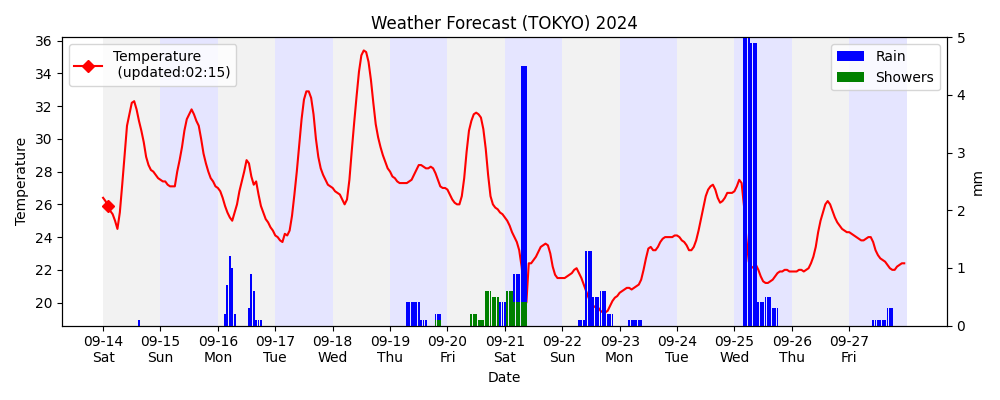 Weather Forecast (TOKYO) 2024
Temperature
(updated:02:15)
Rain
Showers
Temperature
36
34
32
30
28
26
24
22
20
5
4
3
2
1
0
mm
09-14 09-15 09-16 09-17 09-18 09-19 09-20 09-21 09-22 09-23 09-24 09-25 09-26 09-27
Sat Sun Mon Tue Wed Thu Fri Sat Sun Mon Tue Wed Thu Fri
Date